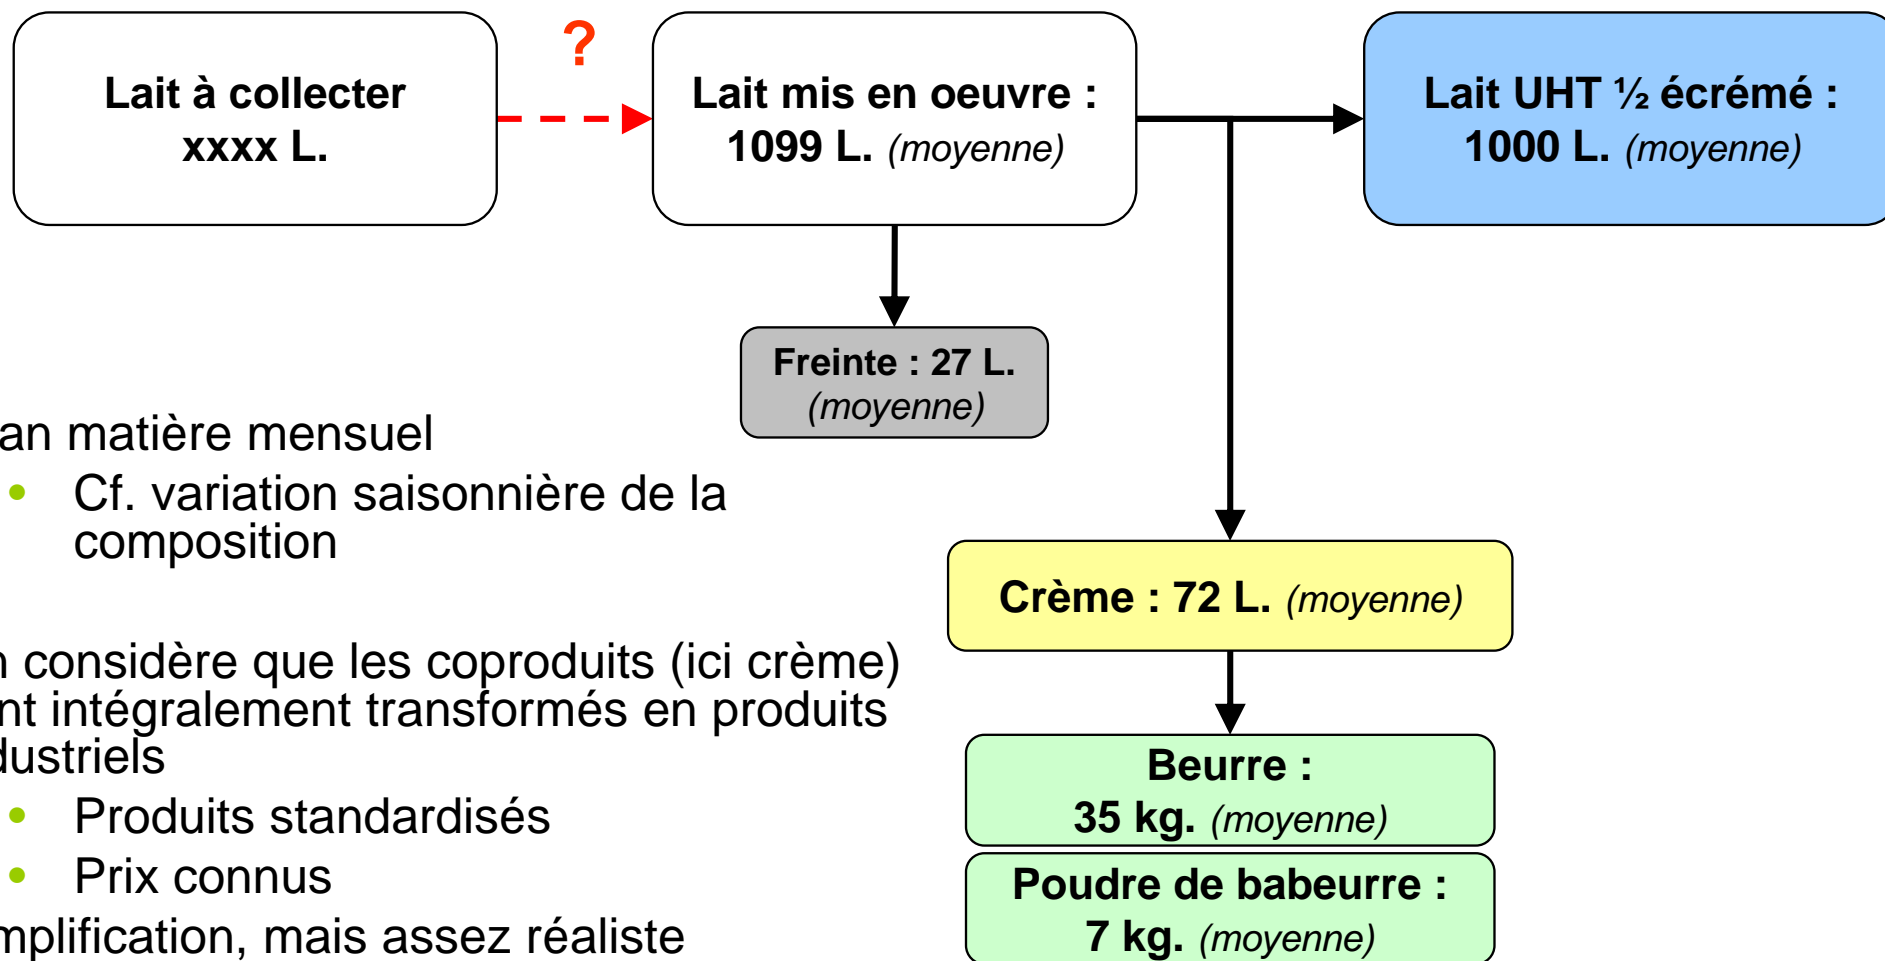 Lait à collecter
xxxx L.
?
Lait mis en oeuvre :
1099 L. (moyenne)
Lait UHT ½ écrémé :
1000 L. (moyenne)
Freinte : 27 L.
(moyenne)
an matière mensuel
• Cf. variation saisonnière de la
composition
Crème : 72 L. (moyenne)
n considère que les coproduits (ici crème)
nt intégralement transformés en produits
dustriels
• Produits standardisés
• Prix connus
mplification, mais assez réaliste
Beurre :
35 kg. (moyenne)
Poudre de babeurre :
7 kg. (moyenne)